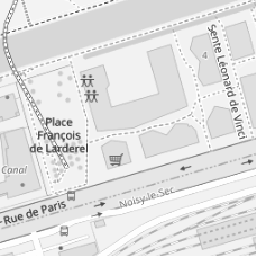 Sente Léonard de Vinci
Place
François
de Larderel
Canal
Rue de Paris
Noisy-le-Sec